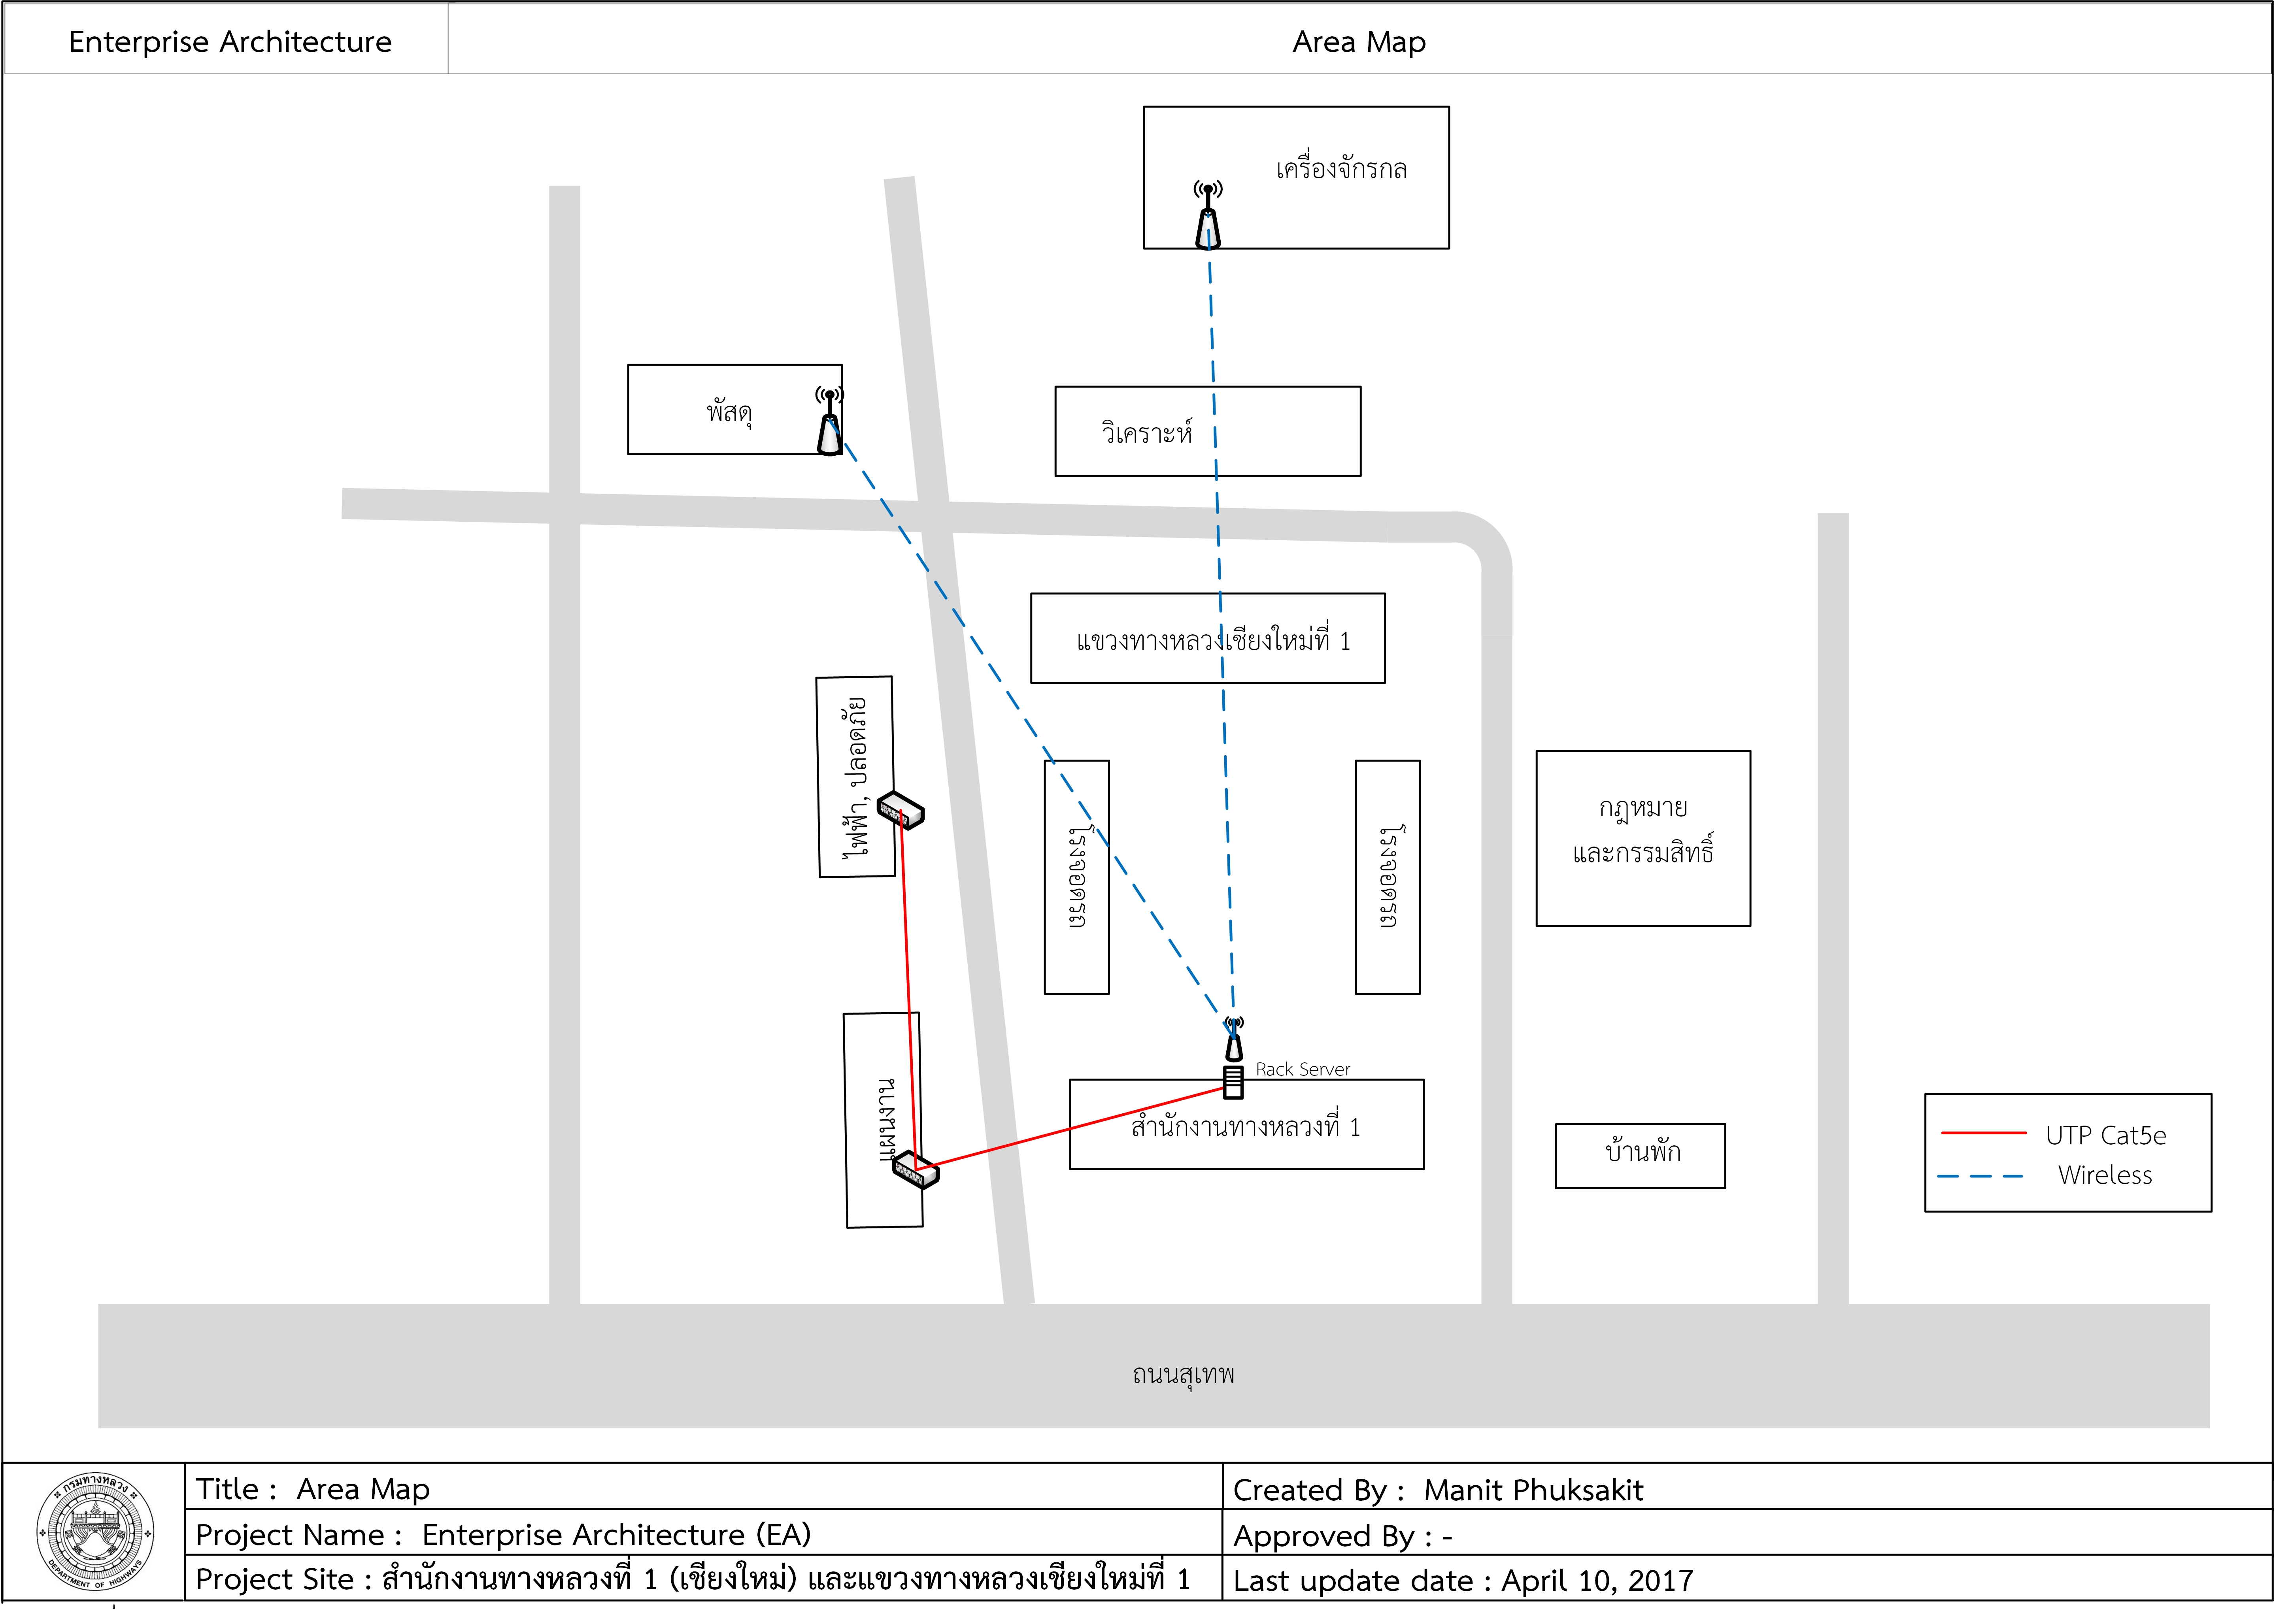 Enterprise Architecture
Area Map
เครื่องจักรกล
พัสดุ
วิเคราะห์
แขวงทางหลวงเชียงใหม่ที่ 1
ไฟฟ้า, ปลอดภัย
โรงจอดรถ
โรงจอดรถ
กฎหมาย
และกรรมสิทธิ์
Rack Server
แผนงาน
สำนักงานทางหลวงที่ 1
บ้านพัก
UTP Cat5e
Wireless
ถนนสุเทพ
กรมทางหลวง
DEPARTMENT OF HIGHWAYS
Title : Area Map
Created By : Manit Phuksakit
Project Name : Enterprise Architecture (EA)
Approved By : -
Project Site : สำนักงานทางหลวงที่ 1 (เชียงใหม่) และแขวงทางหลวงเชียงใหม่ที่ 1
Last update date : April 10, 2017